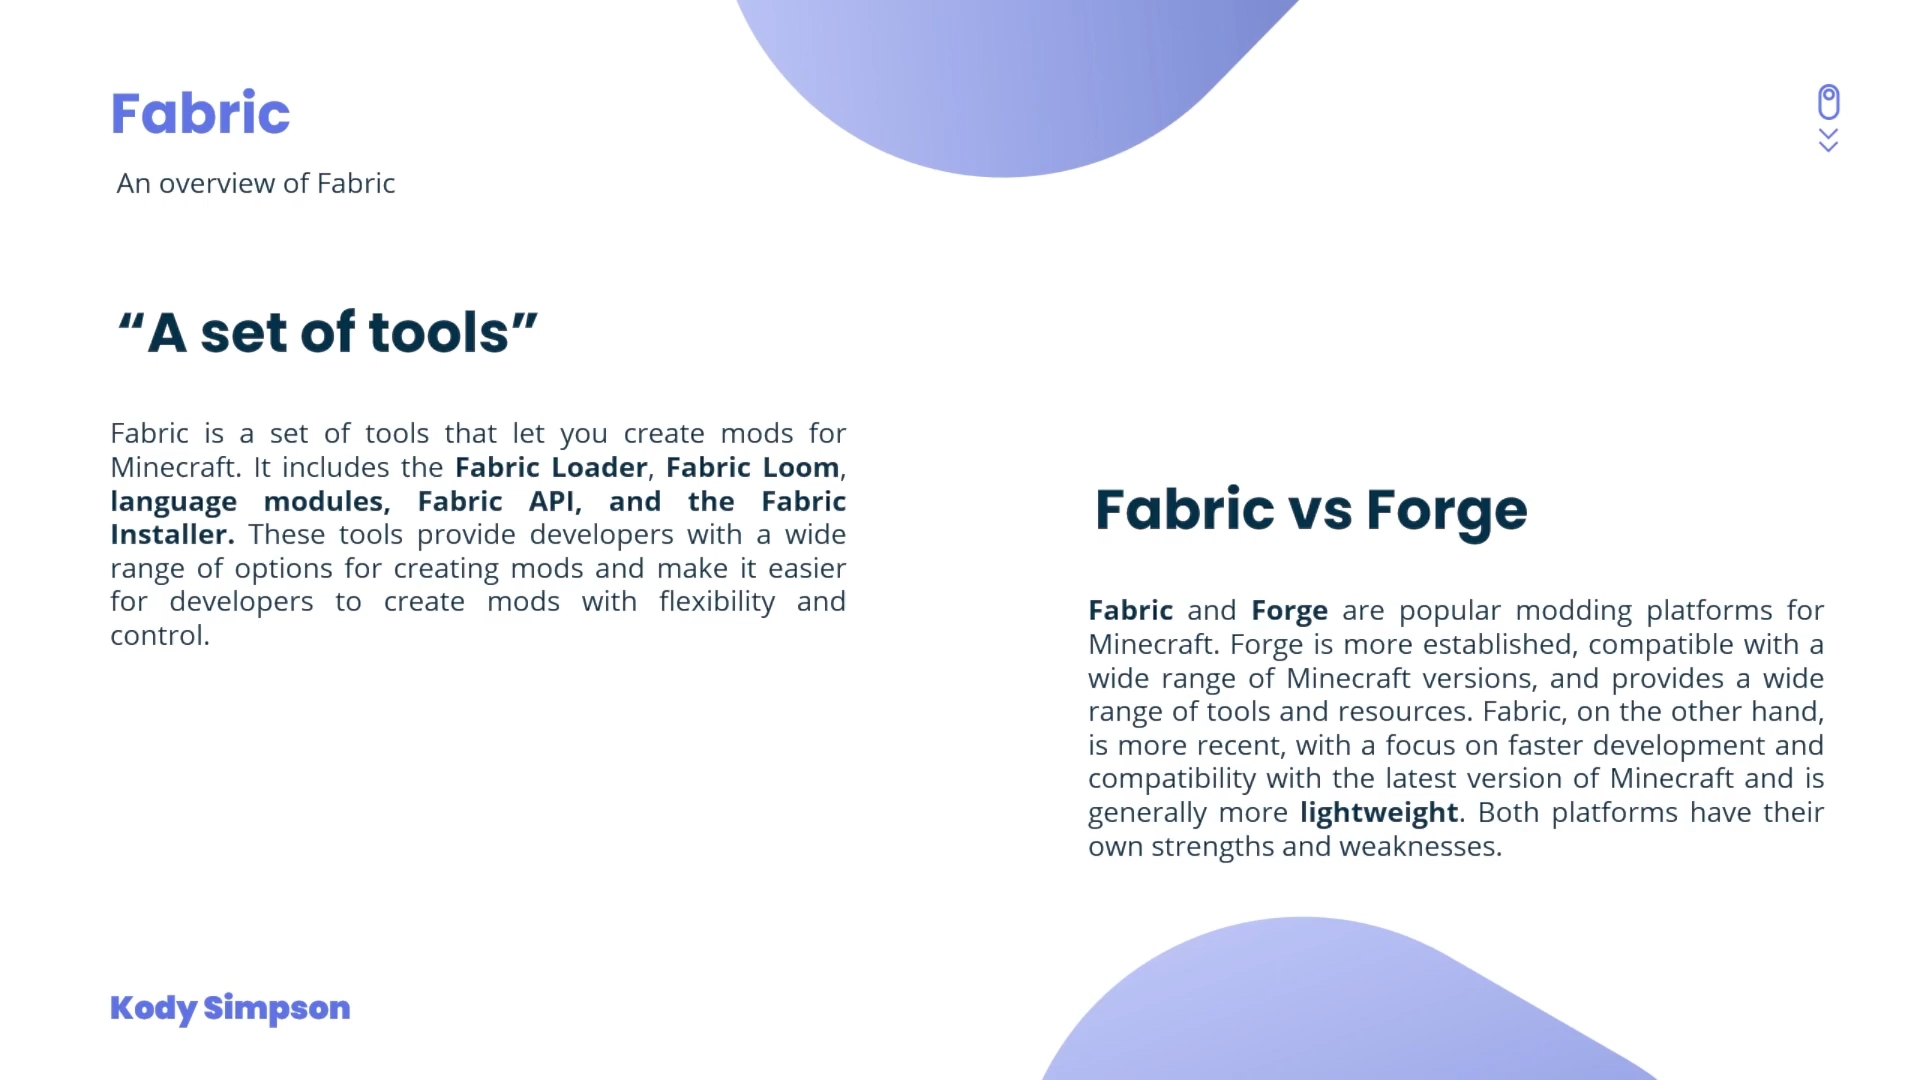 Fabric
An overview of Fabric
“A set of tools”
Fabric is a set of tools that let you create mods for
Minecraft. It includes the Fabric Loader, Fabric Loom,
language modules, Fabric API, and the Fabric
Installer. These tools provide developers with a wide
range of options for creating mods and make it easier
for developers to create mods with flexibility and
control.
Fabric vs Forge
Fabric and Forge are popular modding platforms for
Minecraft. Forge is more established, compatible with a
wide range of Minecraft versions, and provides a wide
range of tools and resources. Fabric, on the other hand,
is more recent, with a focus on faster development and
compatibility with the latest version of Minecraft and is
generally more lightweight. Both platforms have their
own strengths and weaknesses.
Kody Simpson